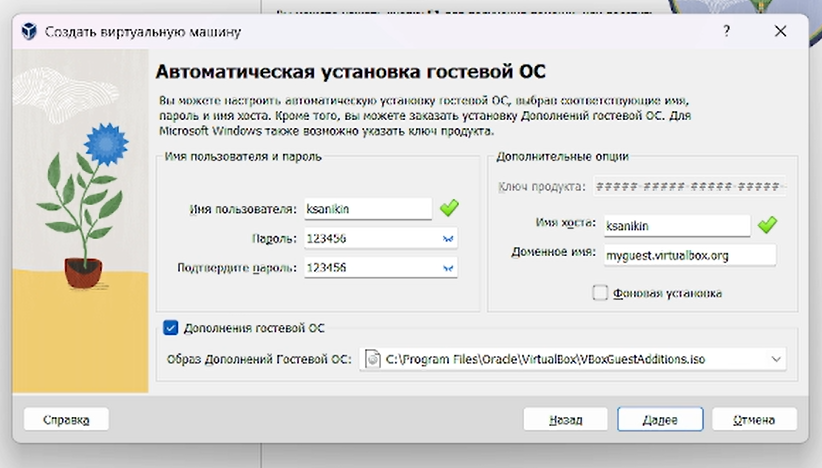 Создать виртуальную машину
?
Автоматическая установка гостевой ОС
Вы можете настроить автоматическую установку гостевой ОС, выбрав соответствующие имя,
пароль и имя хоста. Кроме того, вы можете заказать установку Дополнений гостевой ОС. Для
Microsoft Windows также возможно указать ключ продукта.
Имя пользователя и пароль
Имя пользователя: ksanikin
Пароль: 123456
Подтвердите пароль: 123456
Дополнительные опции
Ключ продукта: #####-#####-#####-#####-
Имя хоста: ksanikin
Доменное имя: myguest.virtualbox.org
Фоновая установка
Дополнения гостевой ОС
Образ Дополнений Гостевой ОС: C:\Program Files\Oracle\VirtualBox\VBoxGuestAdditions.iso
Справка
Назад
Далее
Отмена